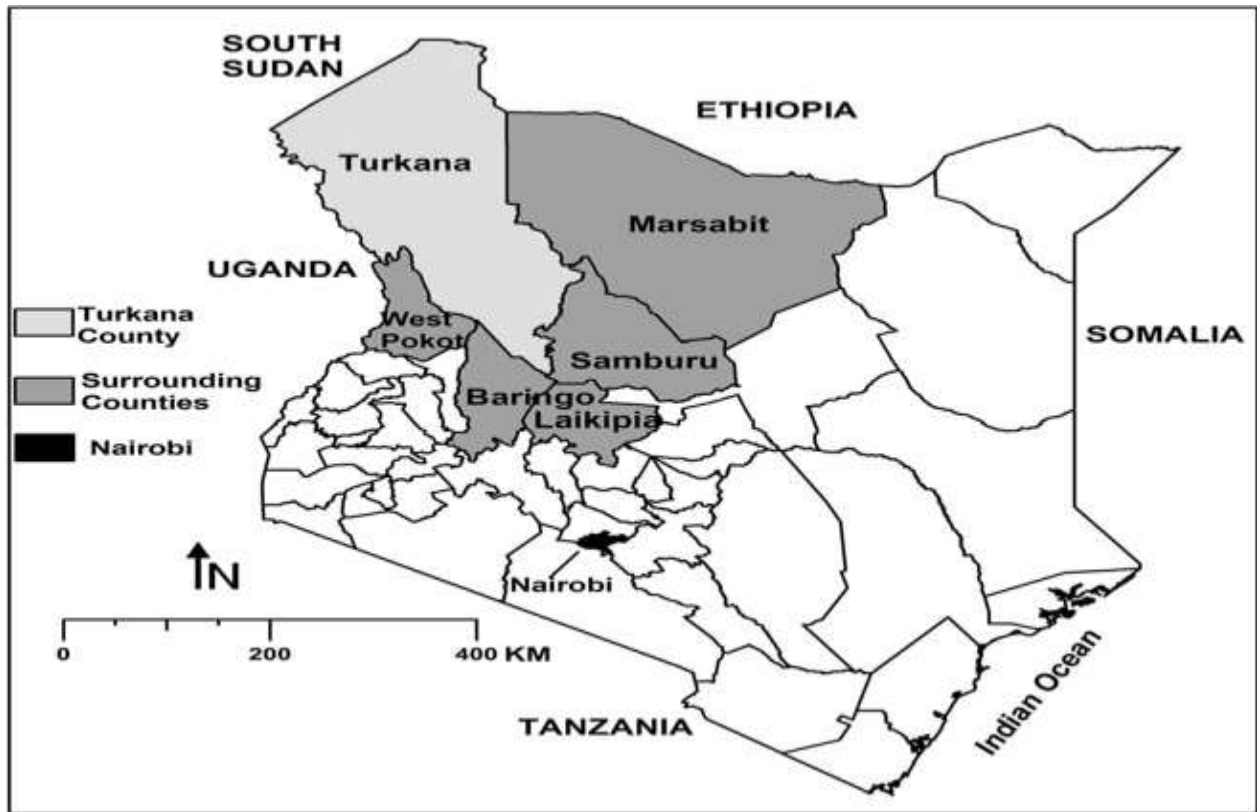 SOUTH
SUDAN
ETHIOPIA
Turkana
Marsabit
UGANDA
Turkana
County
West
Pokot
SOMALIA
Samburu
Surrounding
Counties
Baringo
Laikipia
Nairobi
N
Nairobi
0 200 400 KM
TANZANIA
Indian Ocean